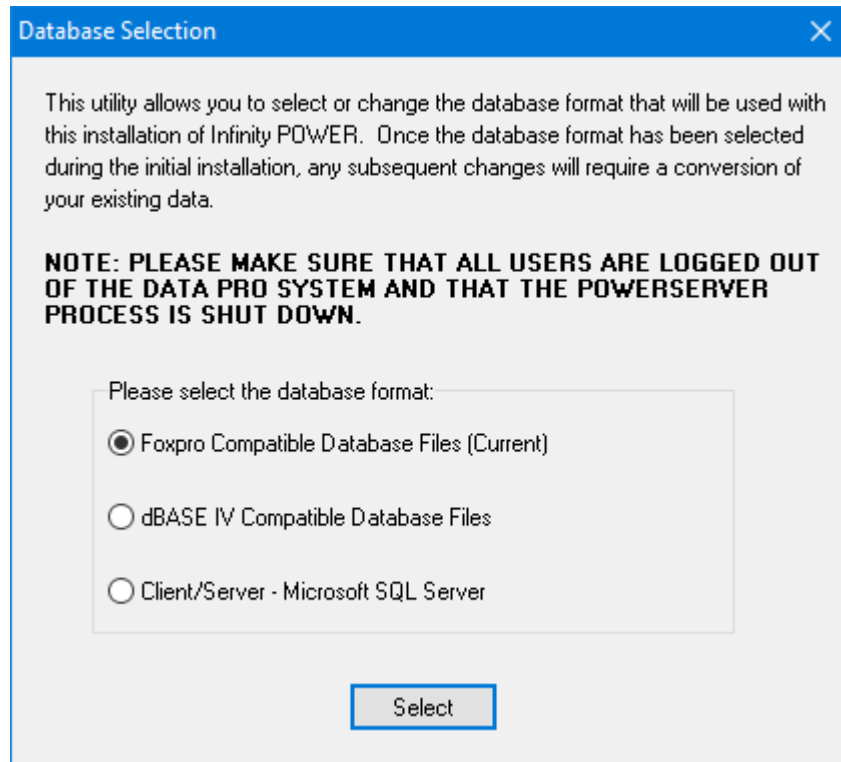 Database Selection
This utility allows you to select or change the database format that will be used with
this installation of Infinity POWER.  Once the database format has been selected
during the initial installation, any subsequent changes will require a conversion of
your existing data.
NOTE: PLEASE MAKE SURE THAT ALL USERS ARE LOGGED OUT
OF THE DATA PRO SYSTEM AND THAT THE POWERSERVER
PROCESS IS SHUT DOWN.
Please select the database format:
Foxpro Compatible Database Files (Current)
dBASE IV Compatible Database Files
Client/Server - Microsoft SQL Server
Select